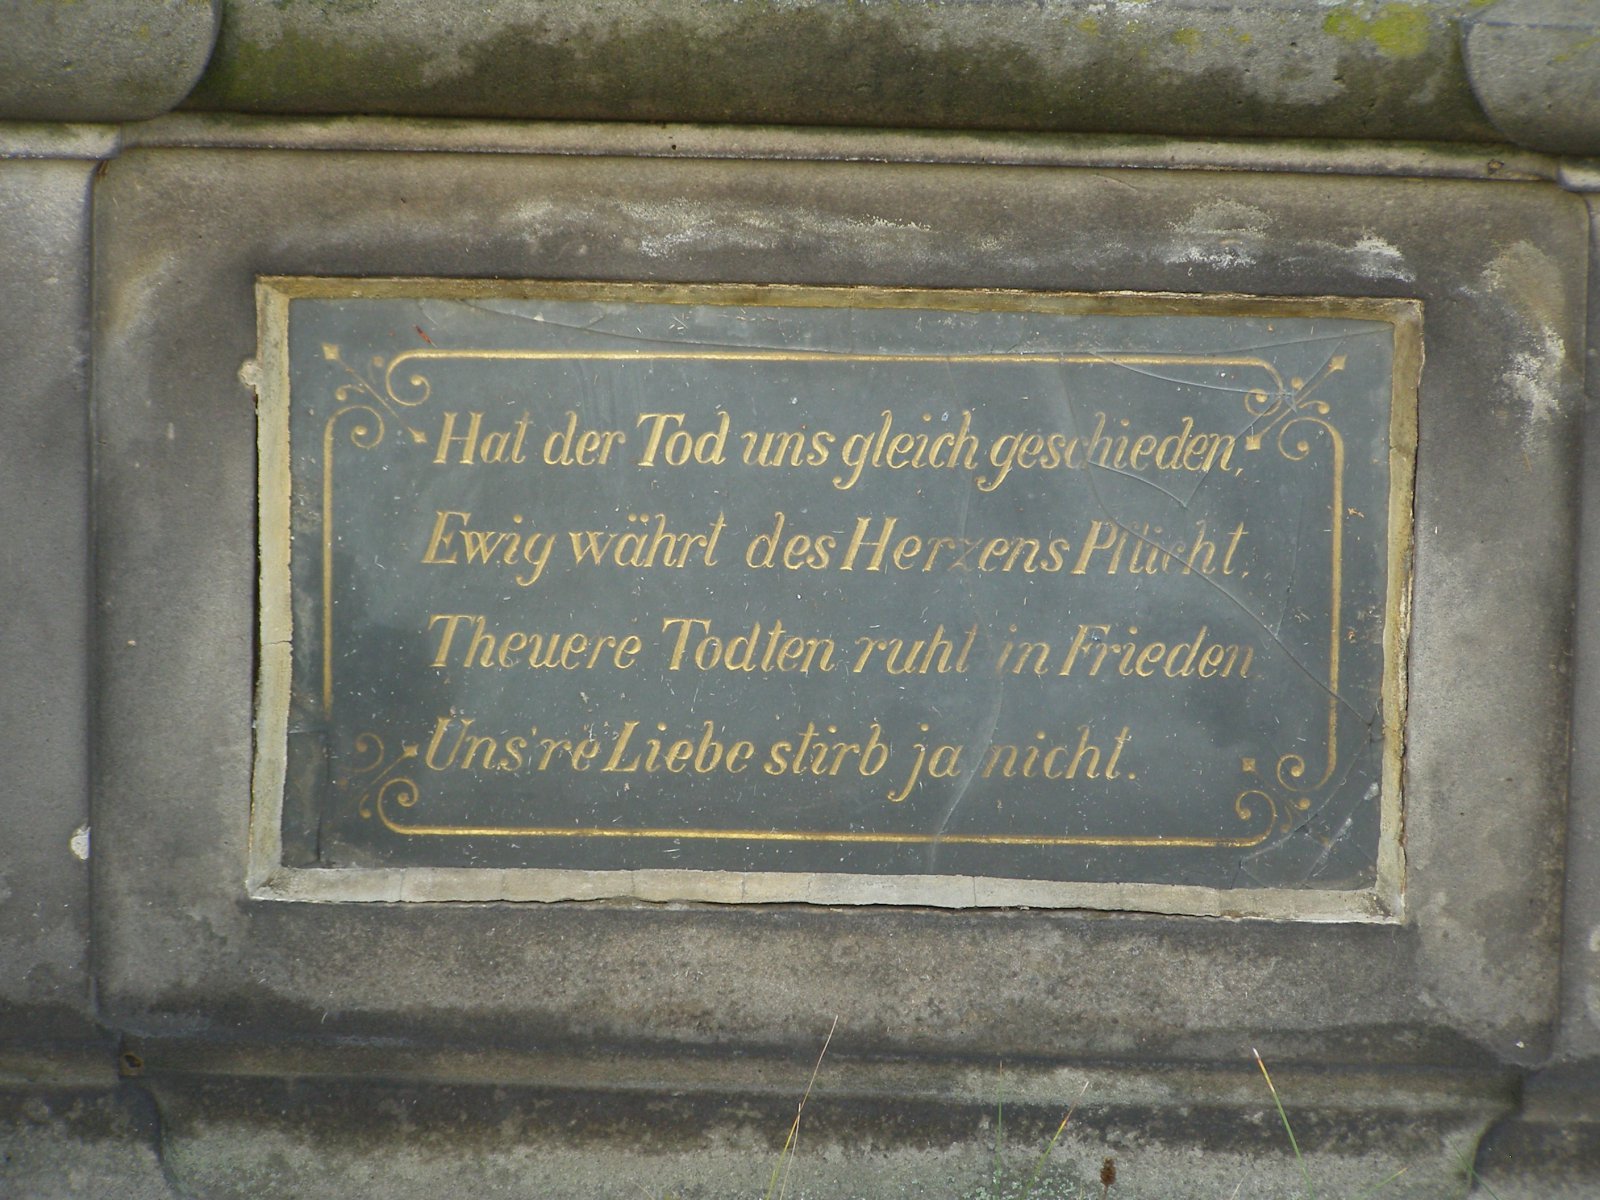 Hat der Tod uns gleich geschieden,
Ewig währt des Herzens Pflicht,
Theuere Todten ruht in Frieden
Uns're Liebe stirb ja nicht.